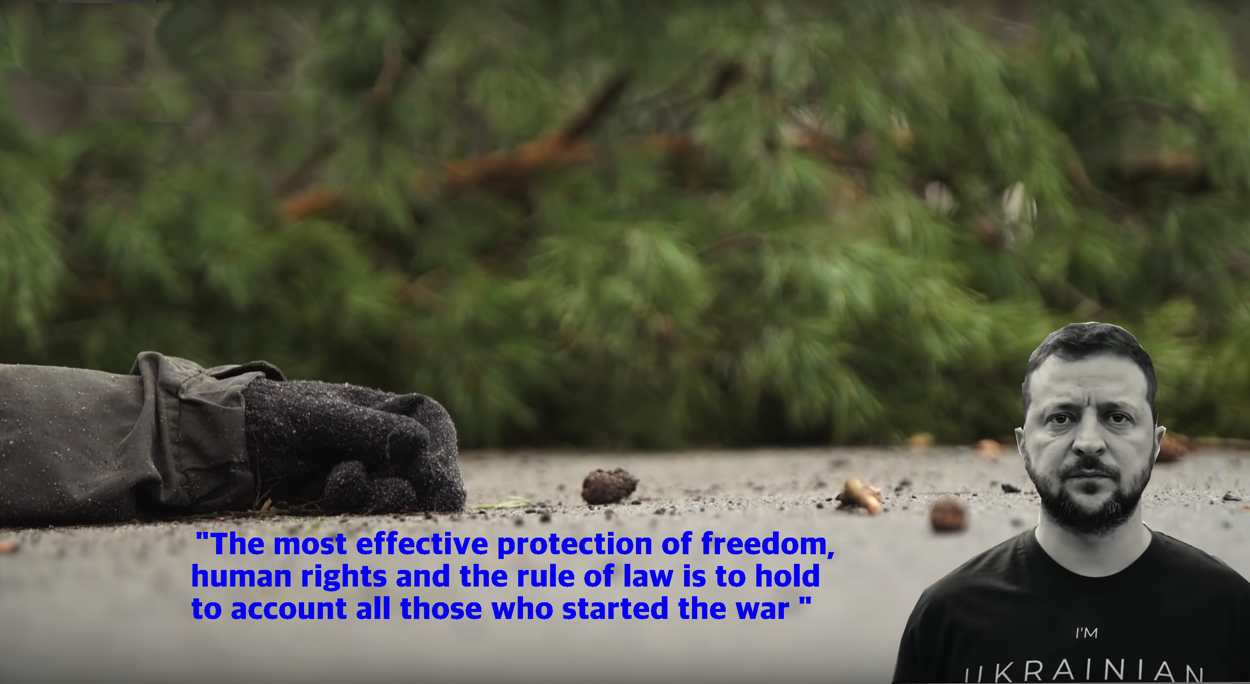 "The most effective protection of freedom,
human rights and the rule of law is to hold
to account all those who started the war "
I'M
UKRAINIAN